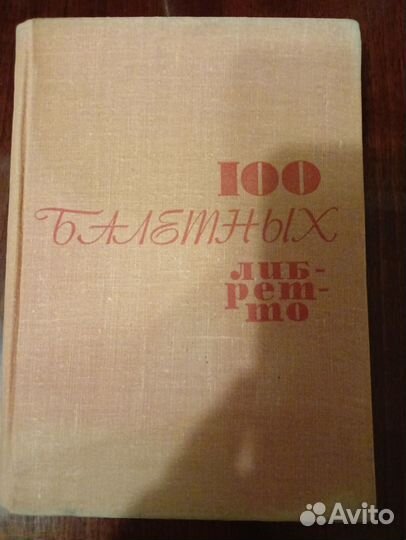 100
БАЛЕТНЫХ
либ-
рет-
то
Avito